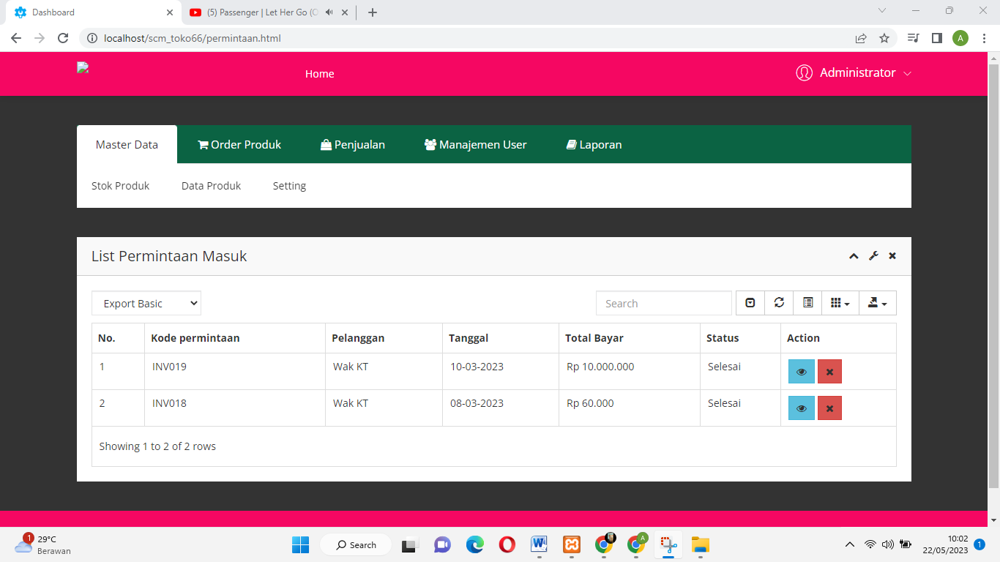 Dashboard
(5) Passenger | Let Her Go (O
localhost/scm_toko66/permintaan.html
A
Home
Administrator
Master Data
Order Produk
Penjualan
Manajemen User
Laporan
Stok Produk
Data Produk
Setting
List Permintaan Masuk
Export Basic
Search
No. Kode permintaan Pelanggan Tanggal Total Bayar Status Action
1 INV019 Wak KT 10-03-2023 Rp 10.000.000 Selesai
2 INV018 Wak KT 08-03-2023 Rp 60.000 Selesai
Showing 1 to 2 of 2 rows
1
29°C
Berawan
Search
A
10:02
22/05/2023
1